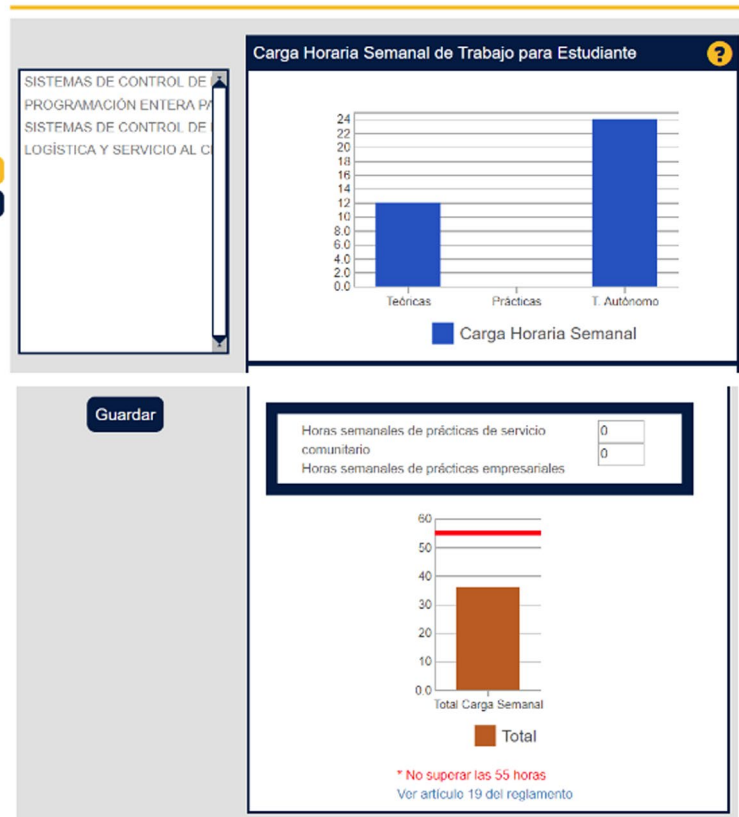 Carga Horaria Semanal de Trabajo para Estudiante
?
SISTEMAS DE CONTROL DE
PROGRAMACIÓN ENTERA
SISTEMAS DE CONTROL DE
LOGÍSTICA Y SERVICIO AL
24
22
20
18
16
14
12
10
8.0
6.0
4.0
2.0
0.0
Teóricas Prácticas T. Autónomo
Carga Horaria Semanal
Guardar
Horas semanales de prácticas de servicio
comunitario
Horas semanales de prácticas empresariales
0
0
60
50
40
30
20
10
0.0
Total Carga Semanal
Total
* No superar las 55 horas
Ver artículo 19 del reglamento